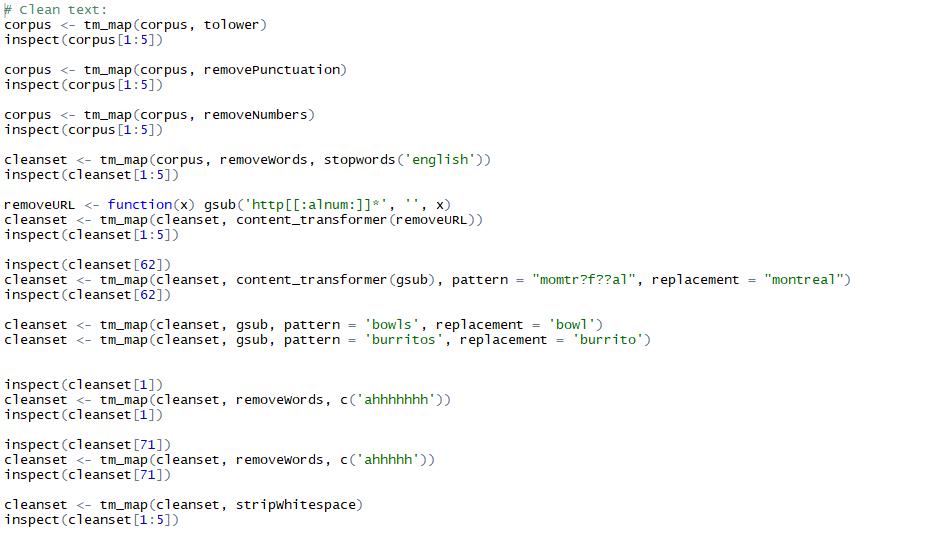 # Clean text:
corpus <- tm_map(corpus, tolower)
inspect(corpus[1:5])
corpus <- tm_map(corpus, removePunctuation)
inspect(corpus[1:5])
corpus <- tm_map(corpus, removeNumbers)
inspect(corpus[1:5])
cleanset <- tm_map(corpus, removeWords, stopwords('english'))
inspect(cleanset[1:5])
removeURL <- function(x) gsub('http[[:alnum:]]*', '', x)
cleanset <- tm_map(cleanset, content_transformer(removeURL))
inspect(cleanset[1:5])
inspect(cleanset[62])
cleanset <- tm_map(cleanset, content_transformer(gsub), pattern = "momtr?f??al", replacement = "montreal")
inspect(cleanset[62])
cleanset <- tm_map(cleanset, gsub, pattern = 'bowls', replacement = 'bowl')
cleanset <- tm_map(cleanset, gsub, pattern = 'burritos', replacement = 'burrito')
inspect(cleanset[1])
cleanset <- tm_map(cleanset, removeWords, c('ahhhhhhh'))
inspect(cleanset[1])
inspect(cleanset[71])
cleanset <- tm_map(cleanset, removeWords, c('ahhhhh'))
inspect(cleanset[71])
cleanset <- tm_map(cleanset, stripWhitespace)
inspect(cleanset[1:5])